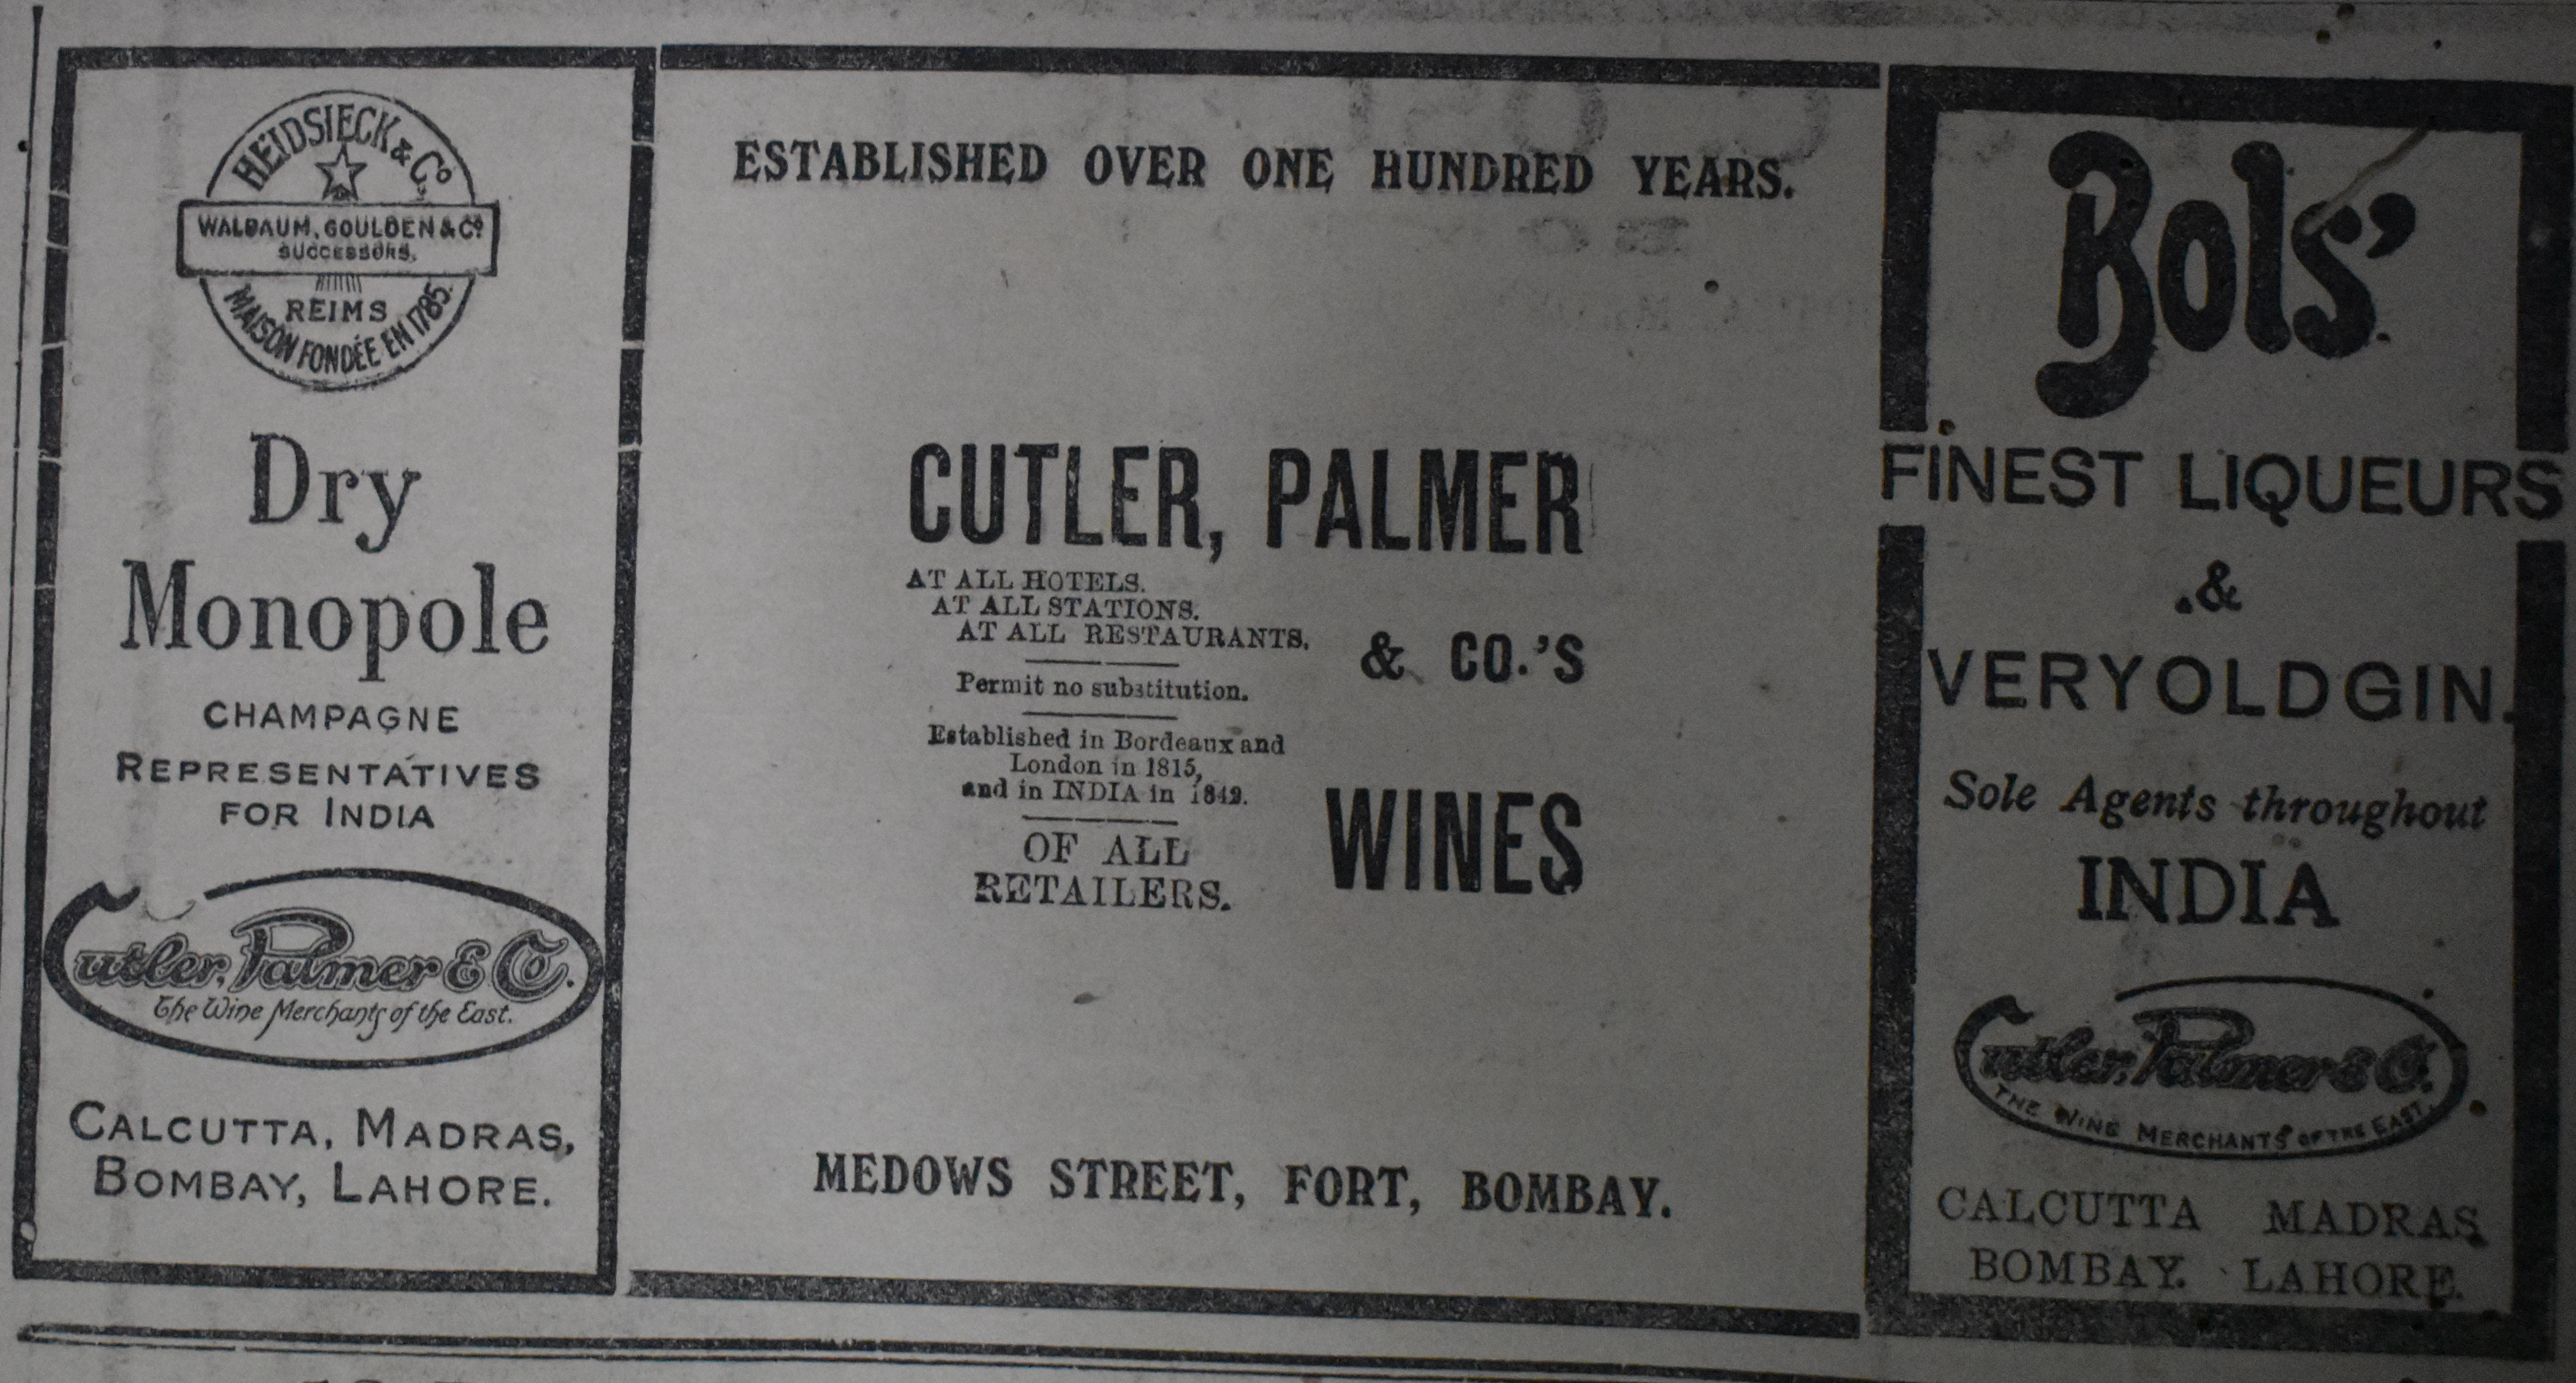 HEIDSIECK & Co
WALBAUM, GOULDEN & Co
SUCCESSORS.
REIMS
MAISON FONDÉE EN 1785.
Dry
Monopole
CHAMPAGNE
REPRESENTATIVES
FOR INDIA
Cutler, Palmer & Co.
The Wine Merchants of the East.
CALCUTTA, MADRAS,
BOMBAY, LAHORE.
ESTABLISHED OVER ONE HUNDRED YEARS.
CUTLER, PALMER
AT ALL HOTELS.
AT ALL STATIONS.
AT ALL RESTAURANTS.
Permit no substitution.
Established in Bordeaux and
London in 1815,
and in INDIA in 1842.
OF ALL
RETAILERS.
& CO.'S
WINES
MEDOWS STREET, FORT, BOMBAY.
Bols'
FINEST LIQUEURS
&
VERY OLD GIN.
Sole Agents throughout
INDIA
Cutler, Palmer & Co.
THE WINE MERCHANTS OF THE EAST.
CALCUTTA MADRAS
BOMBAY. LAHORE.